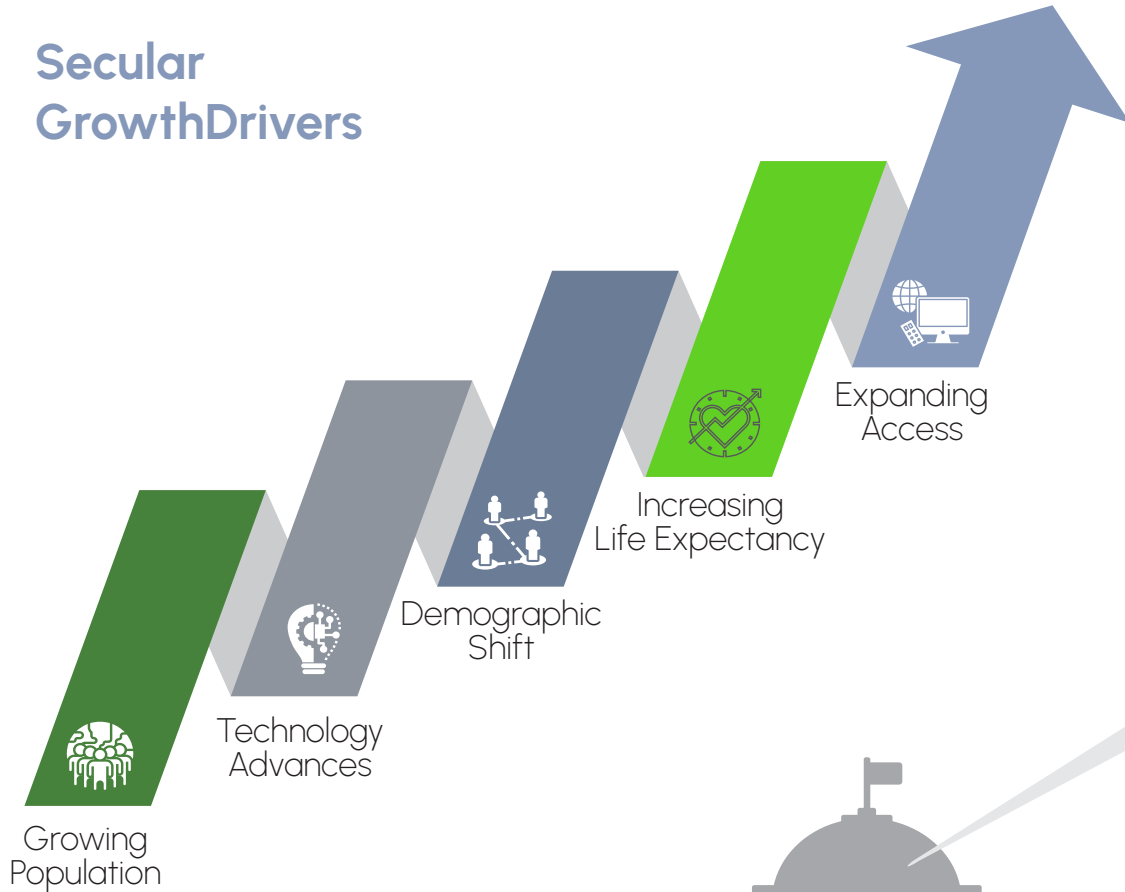 Secular
GrowthDrivers
Growing
Population
Technology
Advances
Demographic
Shift
Increasing
Life Expectancy
Expanding
Access